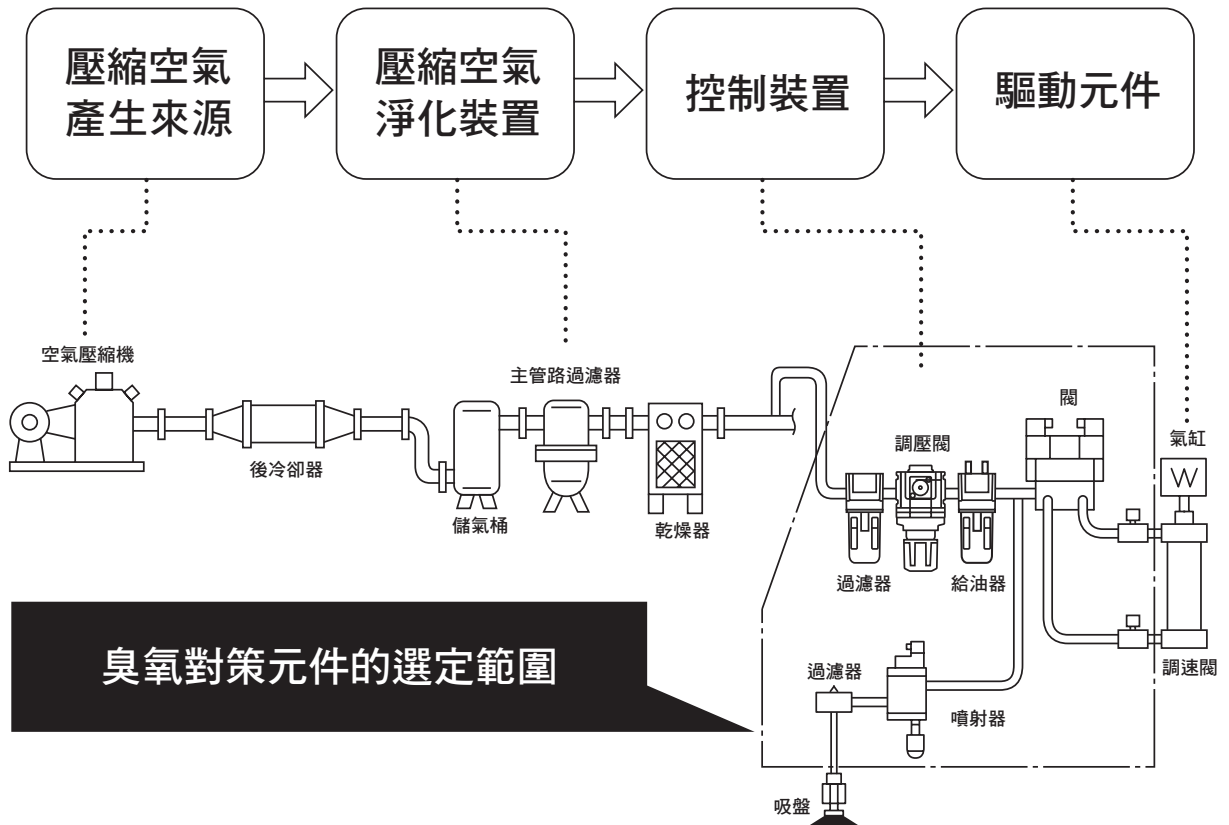 壓縮空氣
產生來源
壓縮空氣
淨化裝置
控制裝置
驅動元件
空氣壓縮機
後冷卻器
儲氣桶
主管路過濾器
乾燥器
過濾器
調壓閥
給油器
閥
氣缸
W
調速閥
臭氧對策元件的選定範圍
過濾器
噴射器
吸盤